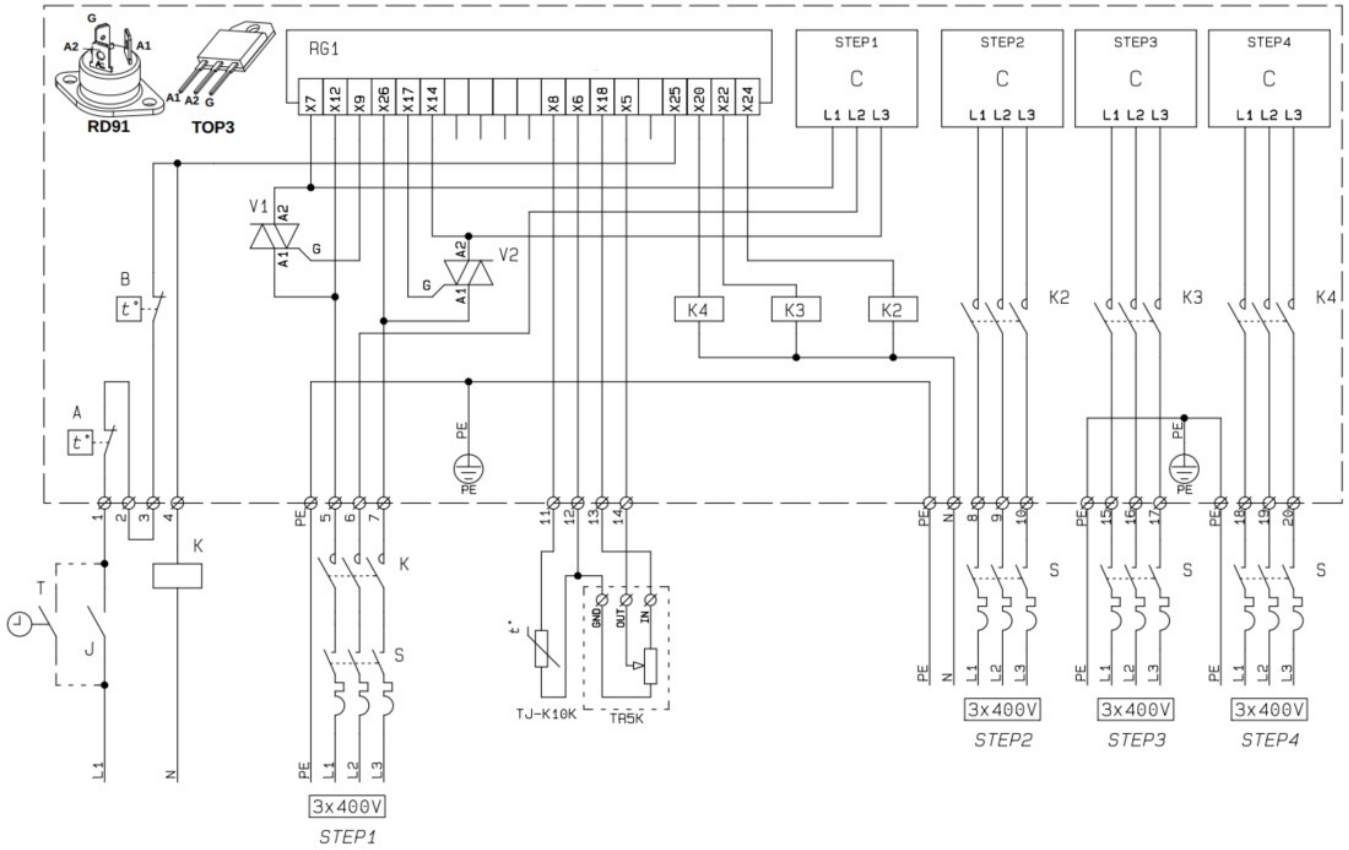 G
A2
A1
A1 A2 G
RD91
TOP3
RG1
X7 X12 X9 X26 X17 X14 X8 X6 X18 X5 X25 X20 X22 X24
STEP1
C
L1 L2 L3
STEP2
C
L1 L2 L3
STEP3
C
L1 L2 L3
STEP4
C
L1 L2 L3
V1
A2
A1
G
A2
V2
G
A1
B
t°
A
t°
K4
K3
K2
K2
K3
K4
PE
PE
PE
PE
1 2 3 4 PE 5 6 7 11 12 13 14 PE N 8 9 10 PE 15 16 17 PE 18 19 20
K
K
T
J
S
S
S
S
t°
GND OUT IN
TJ-K10K
TR5K
L1
N
PE L1 L2 L3
3x400V
STEP1
PE N L1 L2 L3
3x400V
STEP2
PE L1 L2 L3
3x400V
STEP3
PE L1 L2 L3
3x400V
STEP4